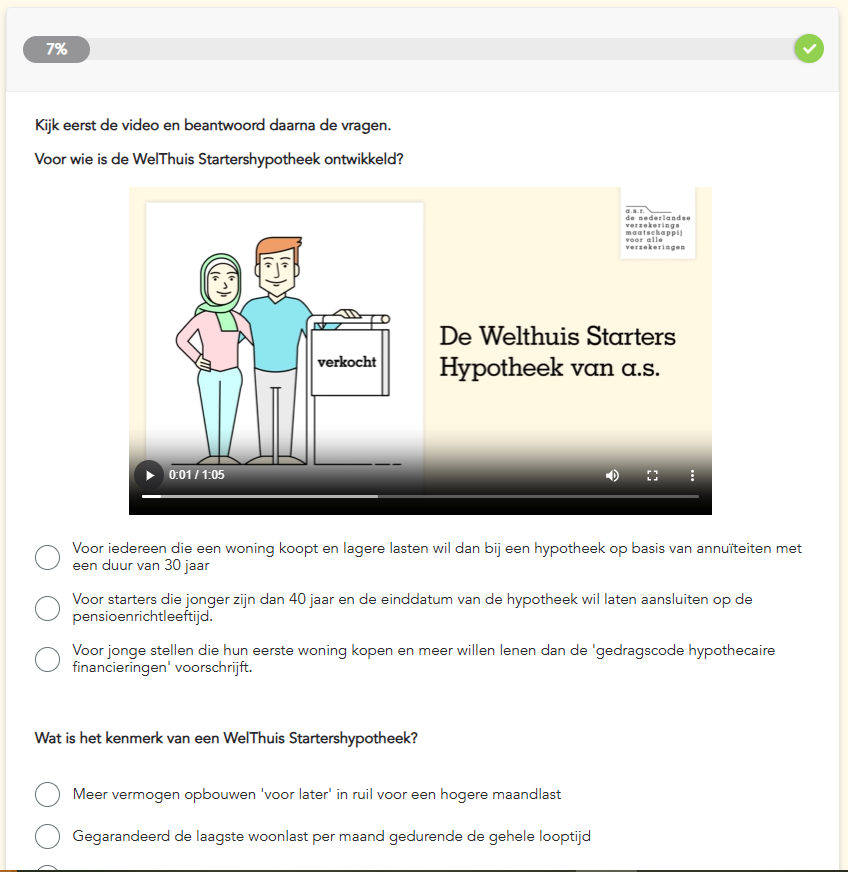 7%
Kijk eerst de video en beantwoord daarna de vragen.
Voor wie is de WelThuis Startershypotheek ontwikkeld?
a.s.r.
de nederlandse
verzekerings
maatschappij
voor alle
verzekeringen
verkocht
De Welthuis Starters
Hypotheek van a.s.
0:01 / 1:05
Voor iedereen die een woning koopt en lagere lasten wil dan bij een hypotheek op basis van annuïteiten met
een duur van 30 jaar
Voor starters die jonger zijn dan 40 jaar en de einddatum van de hypotheek wil laten aansluiten op de
pensioenrichtleeftijd.
Voor jonge stellen die hun eerste woning kopen en meer willen lenen dan de 'gedragscode hypothecaire
financieringen' voorschrijft.
Wat is het kenmerk van een WelThuis Startershypotheek?
Meer vermogen opbouwen 'voor later' in ruil voor een hogere maandlast
Gegarandeerd de laagste woonlast per maand gedurende de gehele looptijd